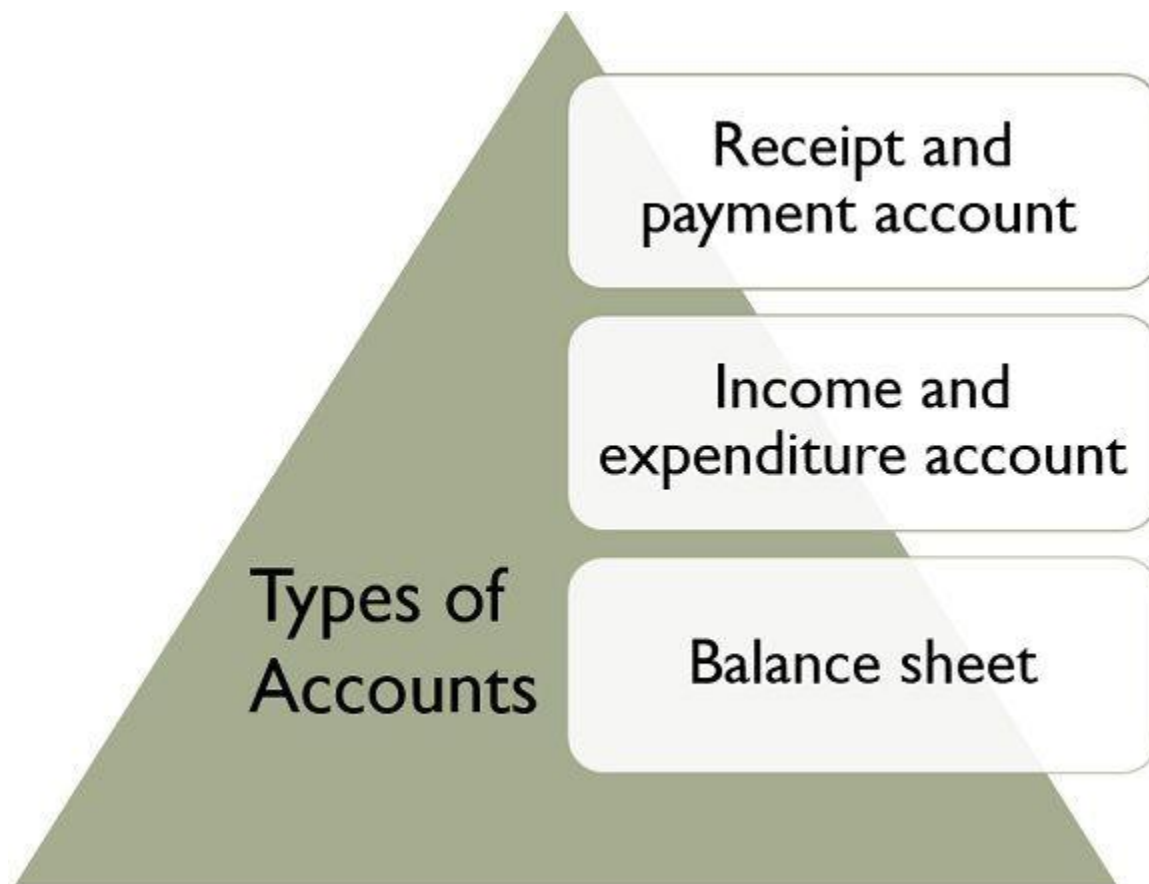 Receipt and
payment account
Income and
expenditure account
Types of
Accounts
Balance sheet